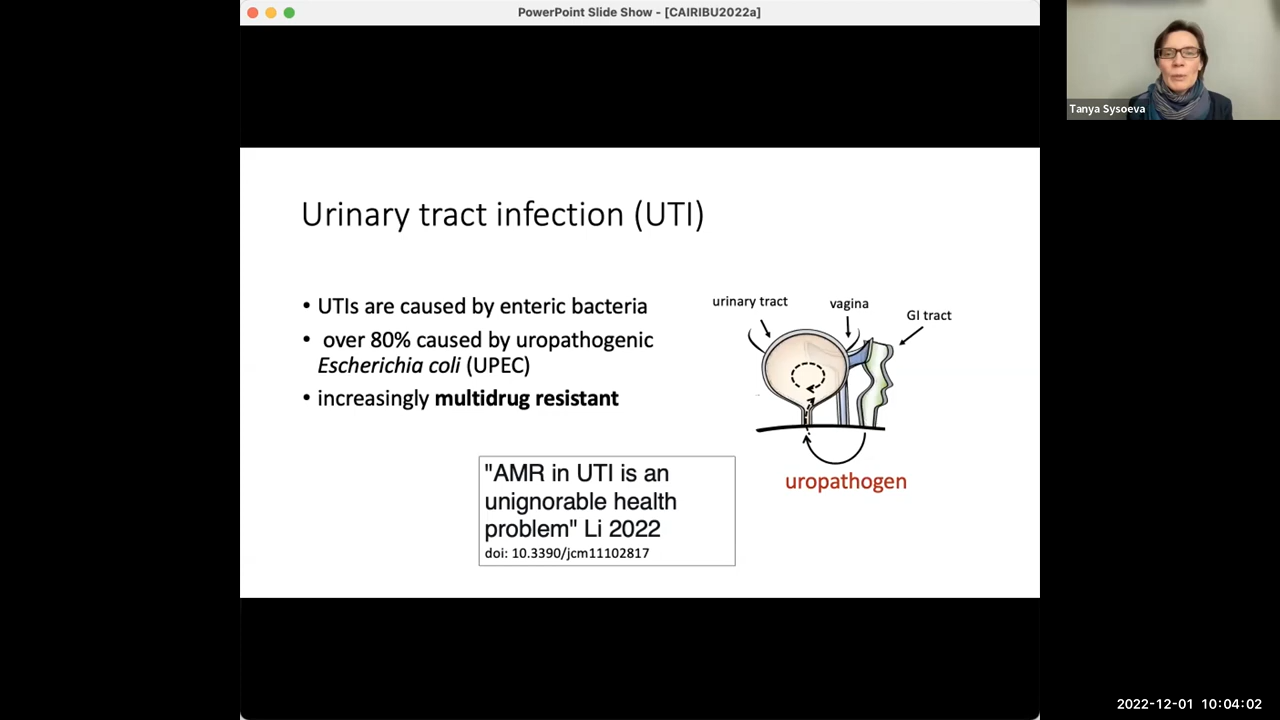 PowerPoint Slide Show - [CAIRIBU2022a]
Tanya Sysoeva
Urinary tract infection (UTI)
• UTIs are caused by enteric bacteria
• over 80% caused by uropathogenic
Escherichia coli (UPEC)
• increasingly multidrug resistant
urinary tract
vagina
GI tract
uropathogen
"AMR in UTI is an
unignorable health
problem" Li 2022
doi: 10.3390/jcm11102817
2022-12-01 10:04:02